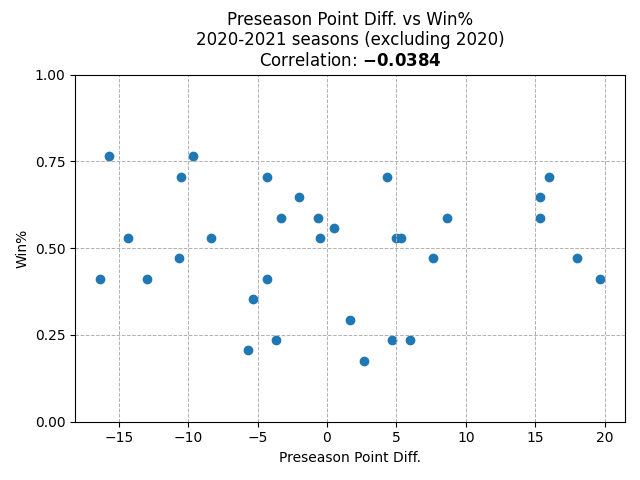 Preseason Point Diff. vs Win%
2020-2021 seasons (excluding 2020)
Correlation: −0.0384
1.00
0.75
0.50
0.25
0.00
Win%
−15 −10 −5 0 5 10 15 20
Preseason Point Diff.